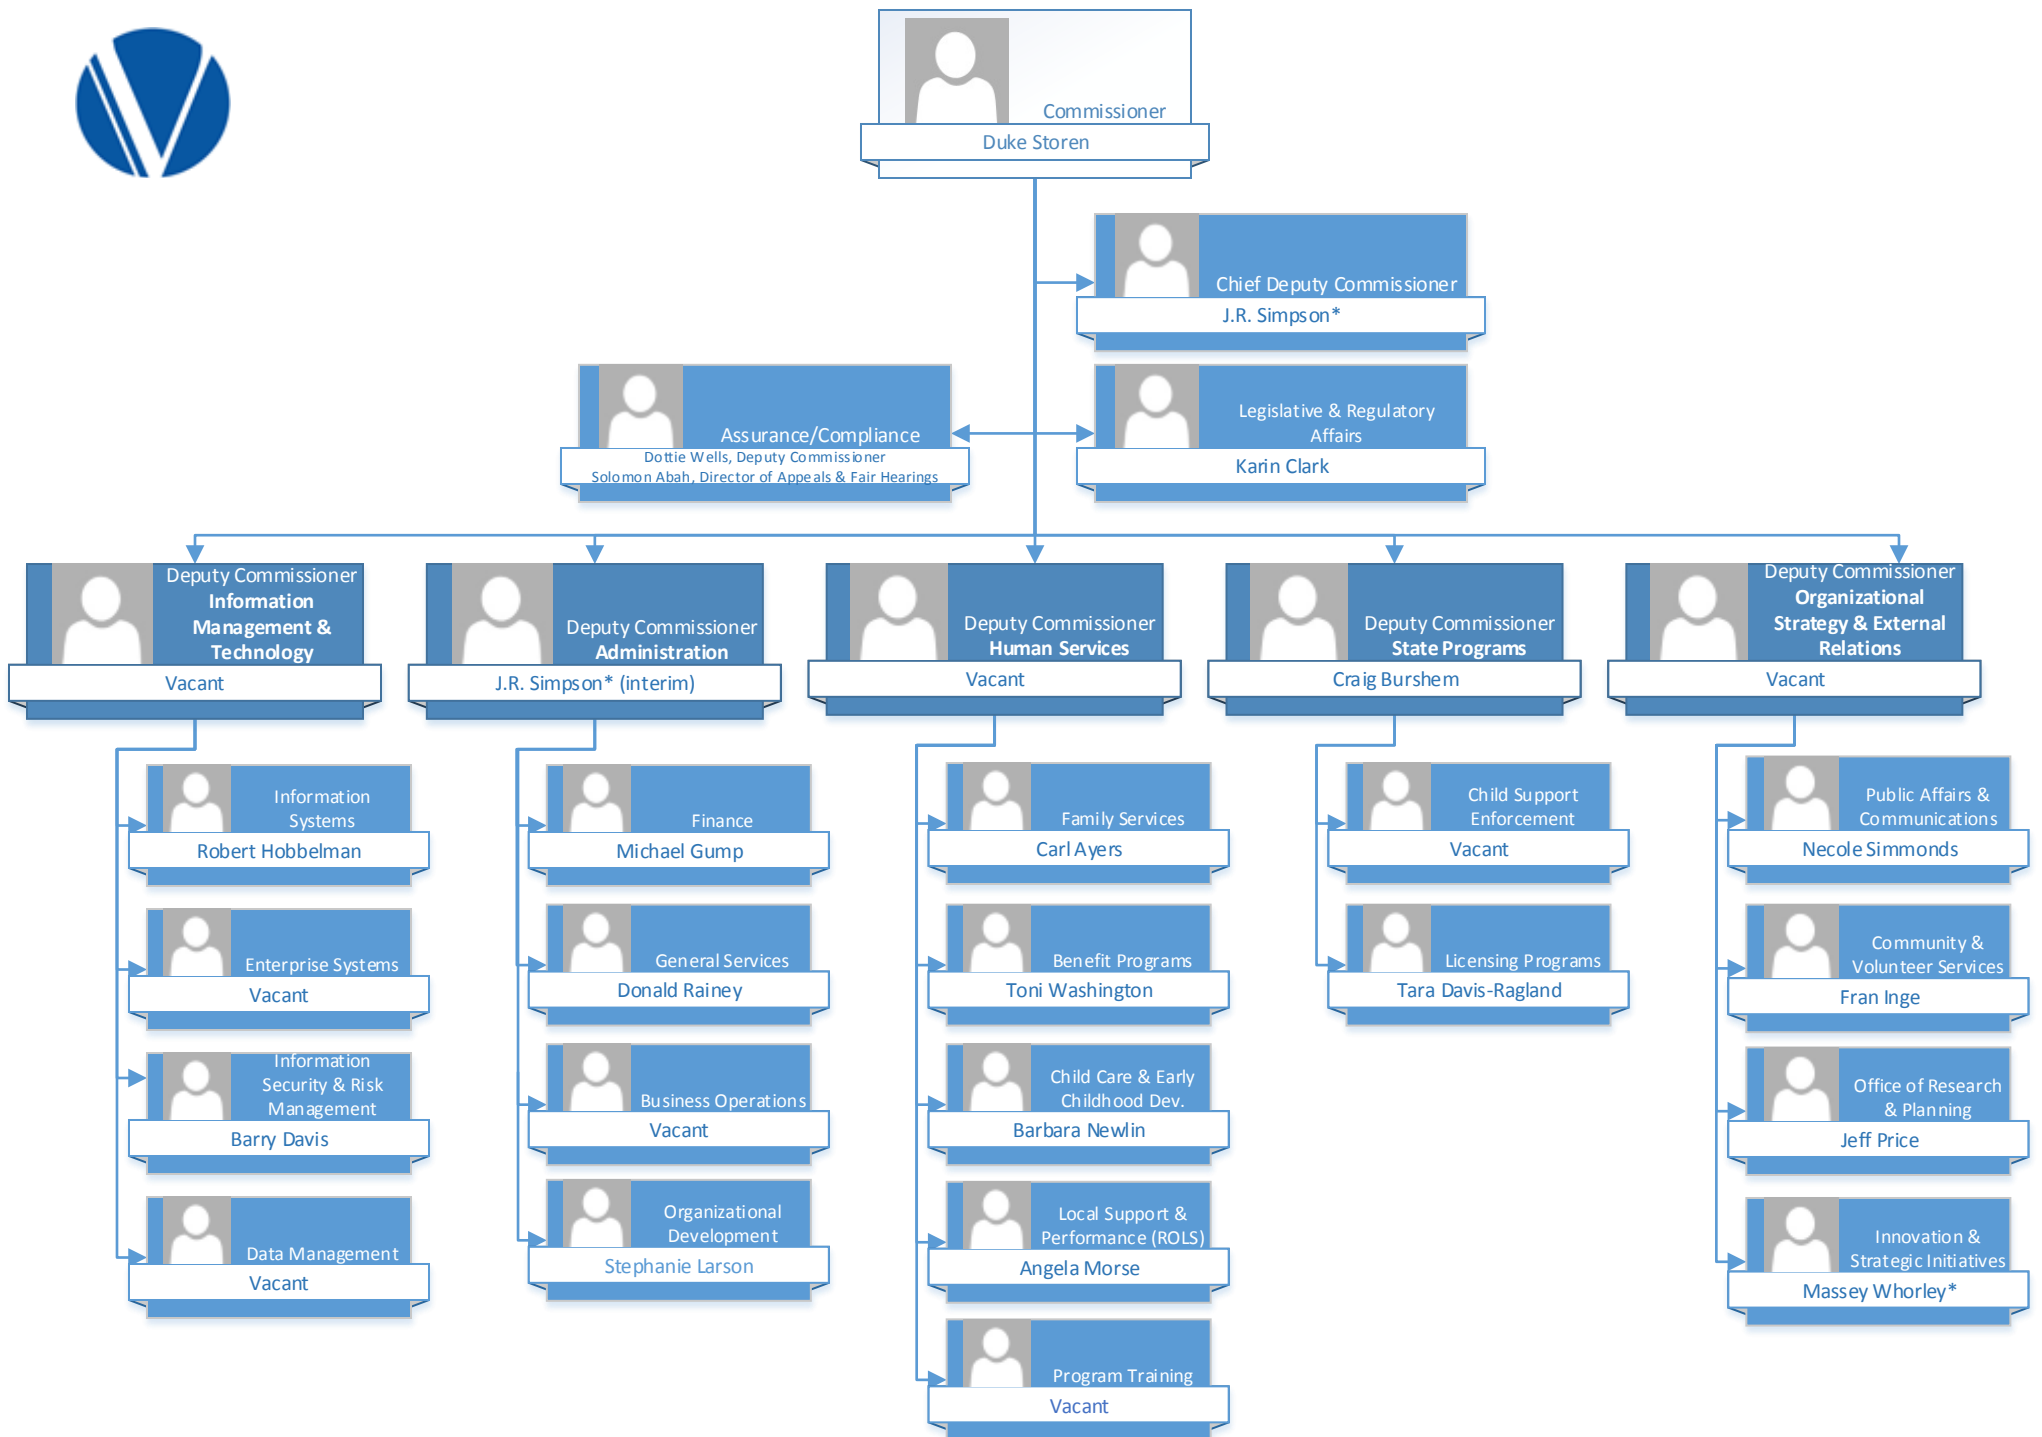 Commissioner
Duke Storen
Chief Deputy Commissioner
J.R. Simpson*
Assurance/Compliance
Dottie Wells, Deputy Commissioner
Solomon Abah, Director of Appeals & Fair Hearings
Legislative & Regulatory
Affairs
Karin Clark
Deputy Commissioner
Information
Management &
Technology
Vacant
Deputy Commissioner
Administration
J.R. Simpson* (interim)
Deputy Commissioner
Human Services
Vacant
Deputy Commissioner
State Programs
Craig Burshem
Deputy Commissioner
Organizational
Strategy & External
Relations
Vacant
Information
Systems
Robert Hobbelman
Enterprise Systems
Vacant
Information
Security & Risk
Management
Barry Davis
Data Management
Vacant
Finance
Michael Gump
General Services
Donald Rainey
Business Operations
Vacant
Organizational
Development
Stephanie Larson
Family Services
Carl Ayers
Benefit Programs
Toni Washington
Child Care & Early
Childhood Dev.
Barbara Newlin
Local Support &
Performance (ROLS)
Angela Morse
Program Training
Vacant
Child Support
Enforcement
Vacant
Licensing Programs
Tara Davis-Ragland
Public Affairs &
Communications
Necole Simmonds
Community &
Volunteer Services
Fran Inge
Office of Research
& Planning
Jeff Price
Innovation &
Strategic Initiatives
Massey Whorley*